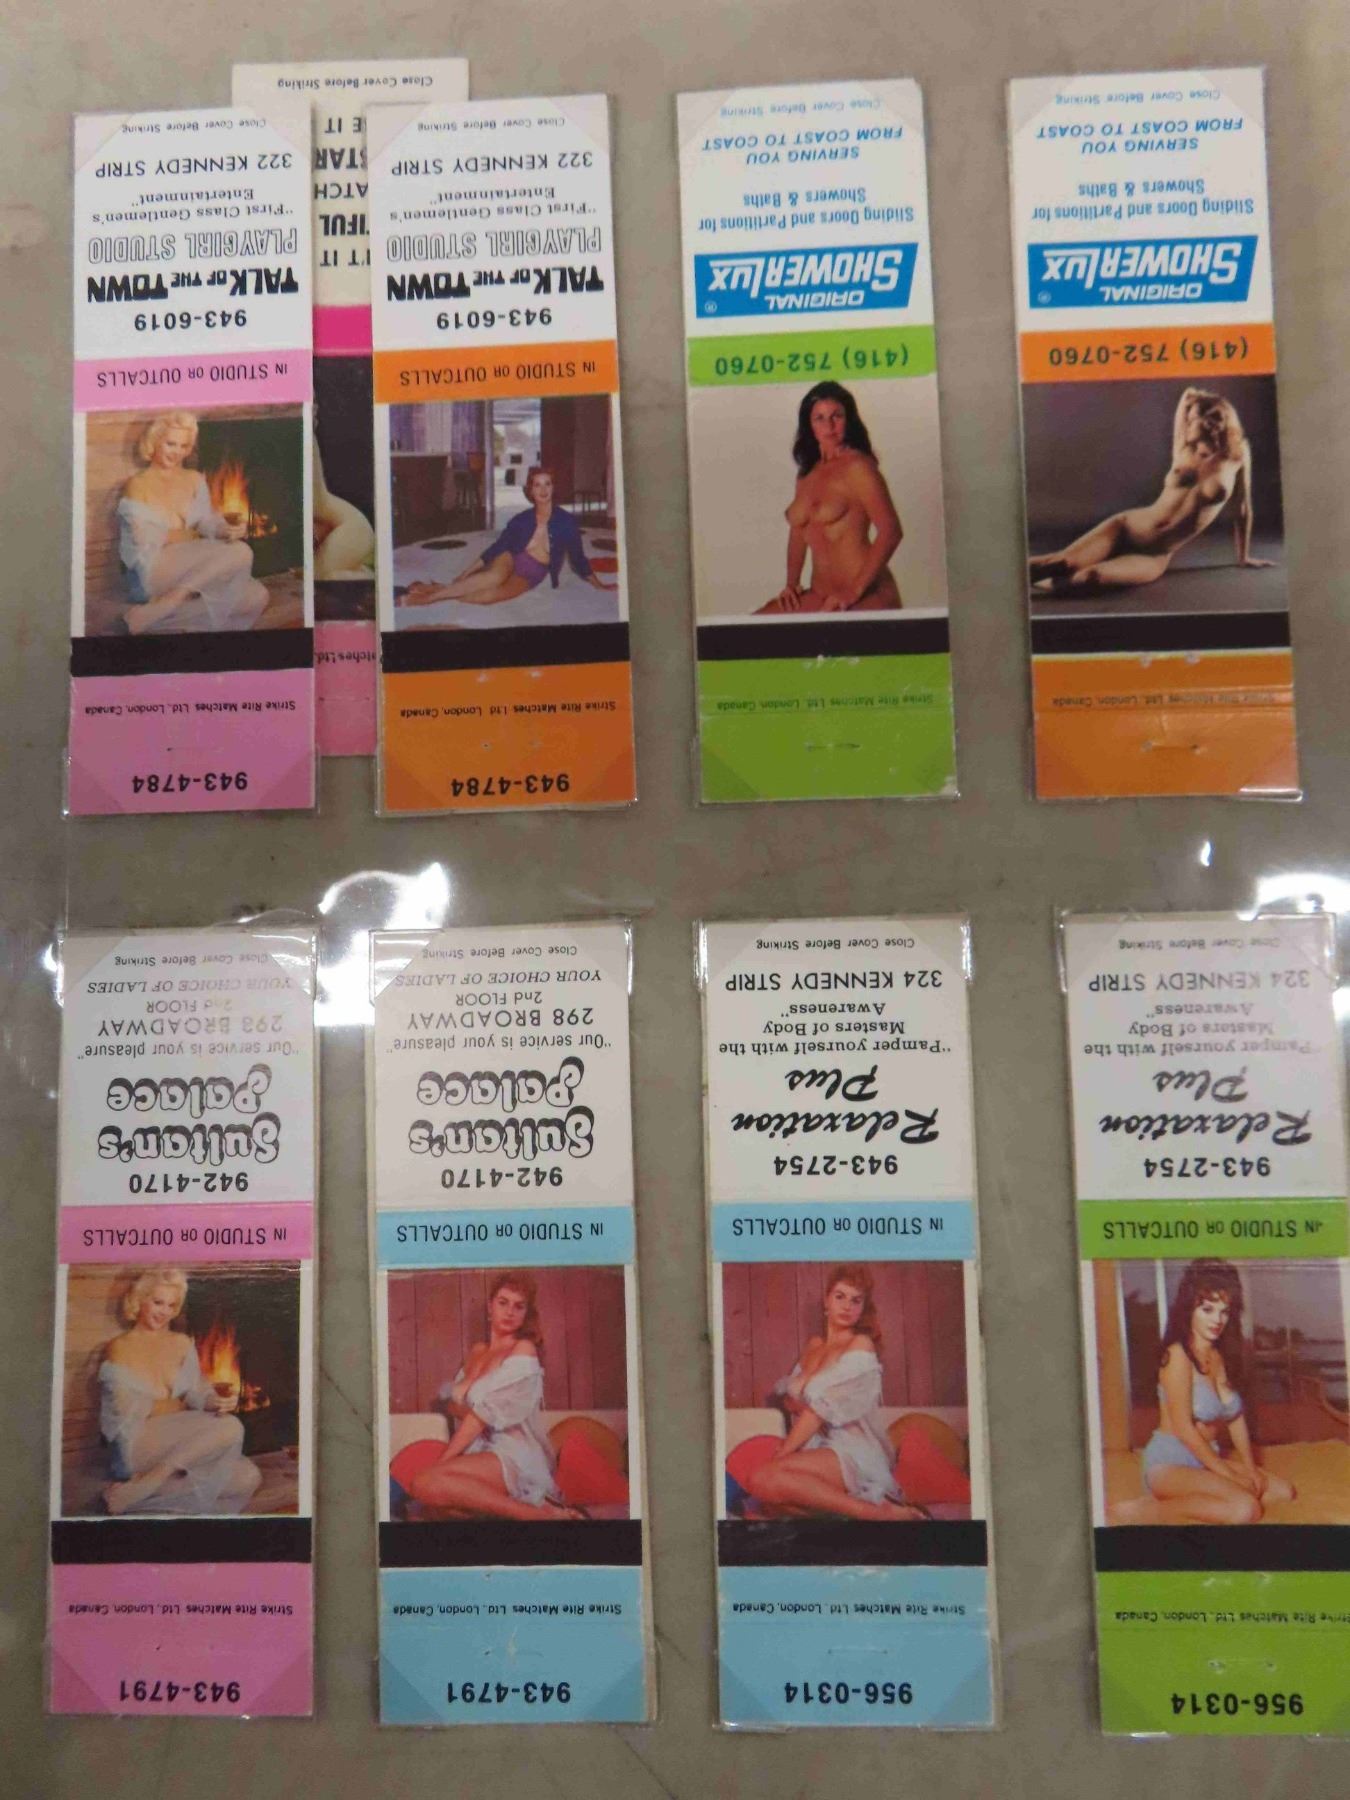 Close Cover Before Striking
322 KENNEDY STRIP
"First Class Gentlemen's
Entertainment"
PLAYGIRL STUDIO
TALK OF THE TOWN
943-6019
IN STUDIO OR OUTCALLS
Strike Rite Matches Ltd. London, Canada
943-4784
Close Cover Before Striking
IT
Close Cover Before Striking
322 KENNEDY STRIP
"First Class Gentlemen's
Entertainment"
PLAYGIRL STUDIO
TALK OF THE TOWN
943-6019
IN STUDIO OR OUTCALLS
Strike Rite Matches Ltd. London, Canada
943-4784
Close Cover Before Striking
FROM COAST TO COAST
SERVING YOU
Showers & Baths
Sliding Doors and Partitions for
ORIGINAL
SHOWERLUX ®
(416) 752-0760
Strike Rite Matches Ltd. London, Canada
Close Cover Before Striking
FROM COAST TO COAST
SERVING YOU
Showers & Baths
Sliding Doors and Partitions for
ORIGINAL
SHOWERLUX ®
(416) 752-0760
Strike Rite Matches Ltd. London, Canada
Close Cover Before Striking
YOUR CHOICE OF LADIES
2nd FLOOR
298 BROADWAY
"Our service is your pleasure"
Sultan's
Palace
942-4170
IN STUDIO OR OUTCALLS
Strike Rite Matches Ltd. London, Canada
943-4791
Close Cover Before Striking
YOUR CHOICE OF LADIES
2nd FLOOR
298 BROADWAY
"Our service is your pleasure"
Sultan's
Palace
942-4170
IN STUDIO OR OUTCALLS
Strike Rite Matches Ltd. London, Canada
943-4791
Close Cover Before Striking
324 KENNEDY STRIP
"Pamper yourself with the
Masters of Body
Awareness"
Relaxation
Plus
943-2754
IN STUDIO OR OUTCALLS
Strike Rite Matches Ltd. London, Canada
956-0314
Close Cover Before Striking
324 KENNEDY STRIP
"Pamper yourself with the
Masters of Body
Awareness"
Relaxation
Plus
943-2754
IN STUDIO OR OUTCALLS
Strike Rite Matches Ltd. London, Canada
956-0314